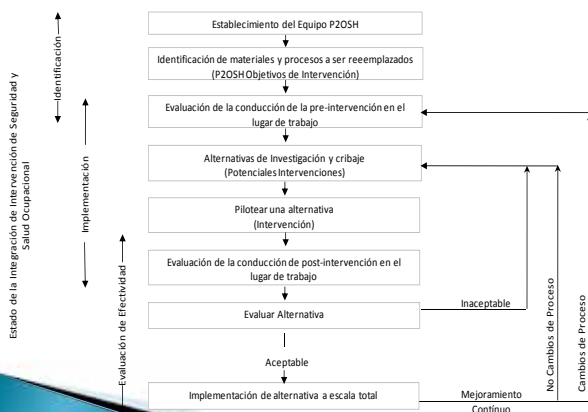 Establecimiento del Equipo P2OSH
Identificación de materiales y procesos a ser reeemplazados
(P2OSH Objetivos de Intervención)
Evaluación de la conducción de la pre-intervención en el
lugar de trabajo
Alternativas de Investigación y cribaje
(Potenciales Intervenciones)
Pilotear una alternativa
(Intervención)
Evaluación de la conducción de post-intervención en el
lugar de trabajo
Evaluar Alternativa
Inaceptable
Aceptable
Implementación de alternativa a escala total
Mejoramiento
Contínuo
Estado de la Integración de Intervención de Seguridad y
Salud Ocupacional
Identificación
Implementación
Evaluación de Efectividad
No Cambios de Proceso
Cambios de Proceso